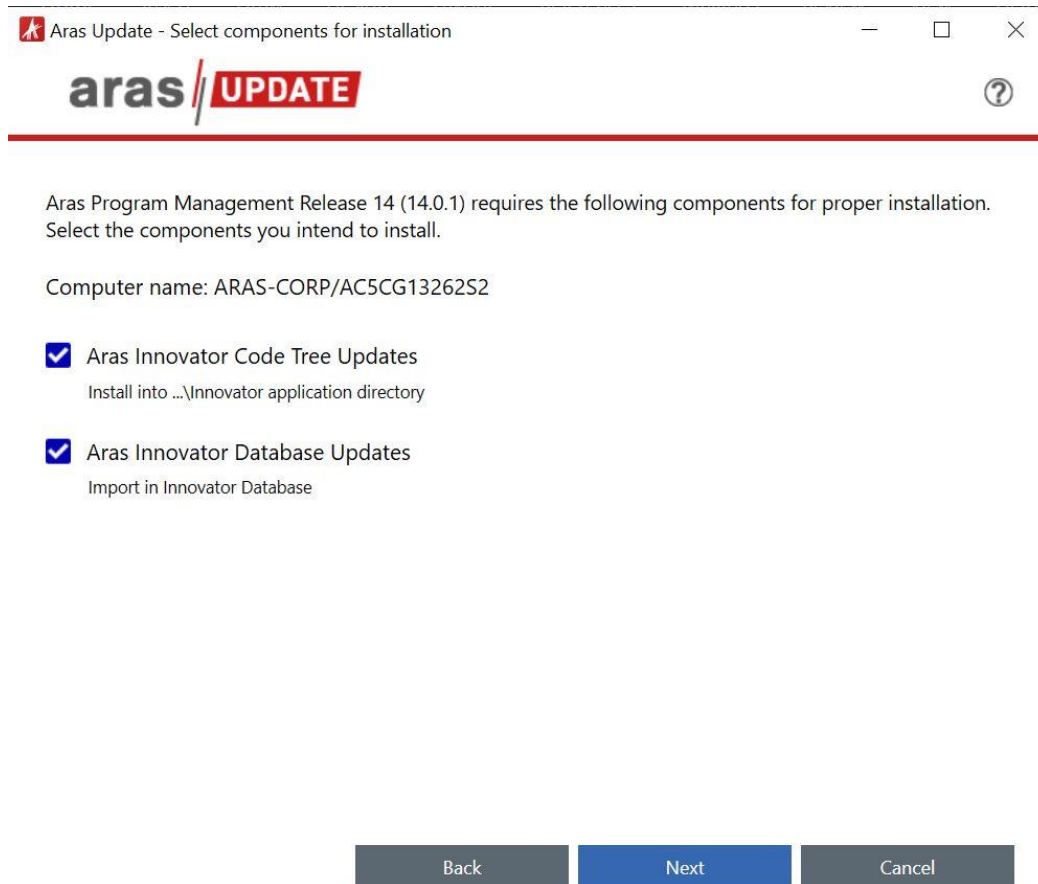 Aras Update - Select components for installation
aras UPDATE
Aras Program Management Release 14 (14.0.1) requires the following components for proper installation.
Select the components you intend to install.
Computer name: ARAS-CORP/AC5CG13262S2
Aras Innovator Code Tree Updates
Install into ...\Innovator application directory
Aras Innovator Database Updates
Import in Innovator Database
Back Next Cancel